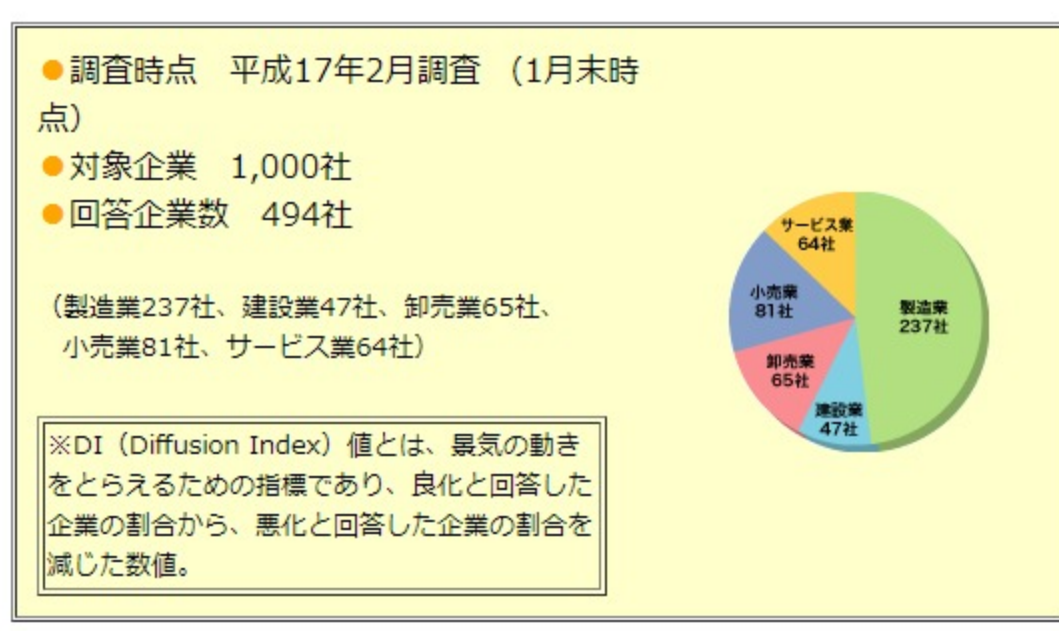 ●調査時点　平成17年2月調査　(1月末時
点)
●対象企業　1,000社
●回答企業数　494社
（製造業237社、建設業47社、卸売業65社、
小売業81社、サービス業64社）
※DI（Diffusion Index）値とは、景気の動き
をとらえるための指標であり、良化と回答した
企業の割合から、悪化と回答した企業の割合を
減じた数値。
サービス業
64社
小売業
81社
製造業
237社
卸売業
65社
建設業
47社